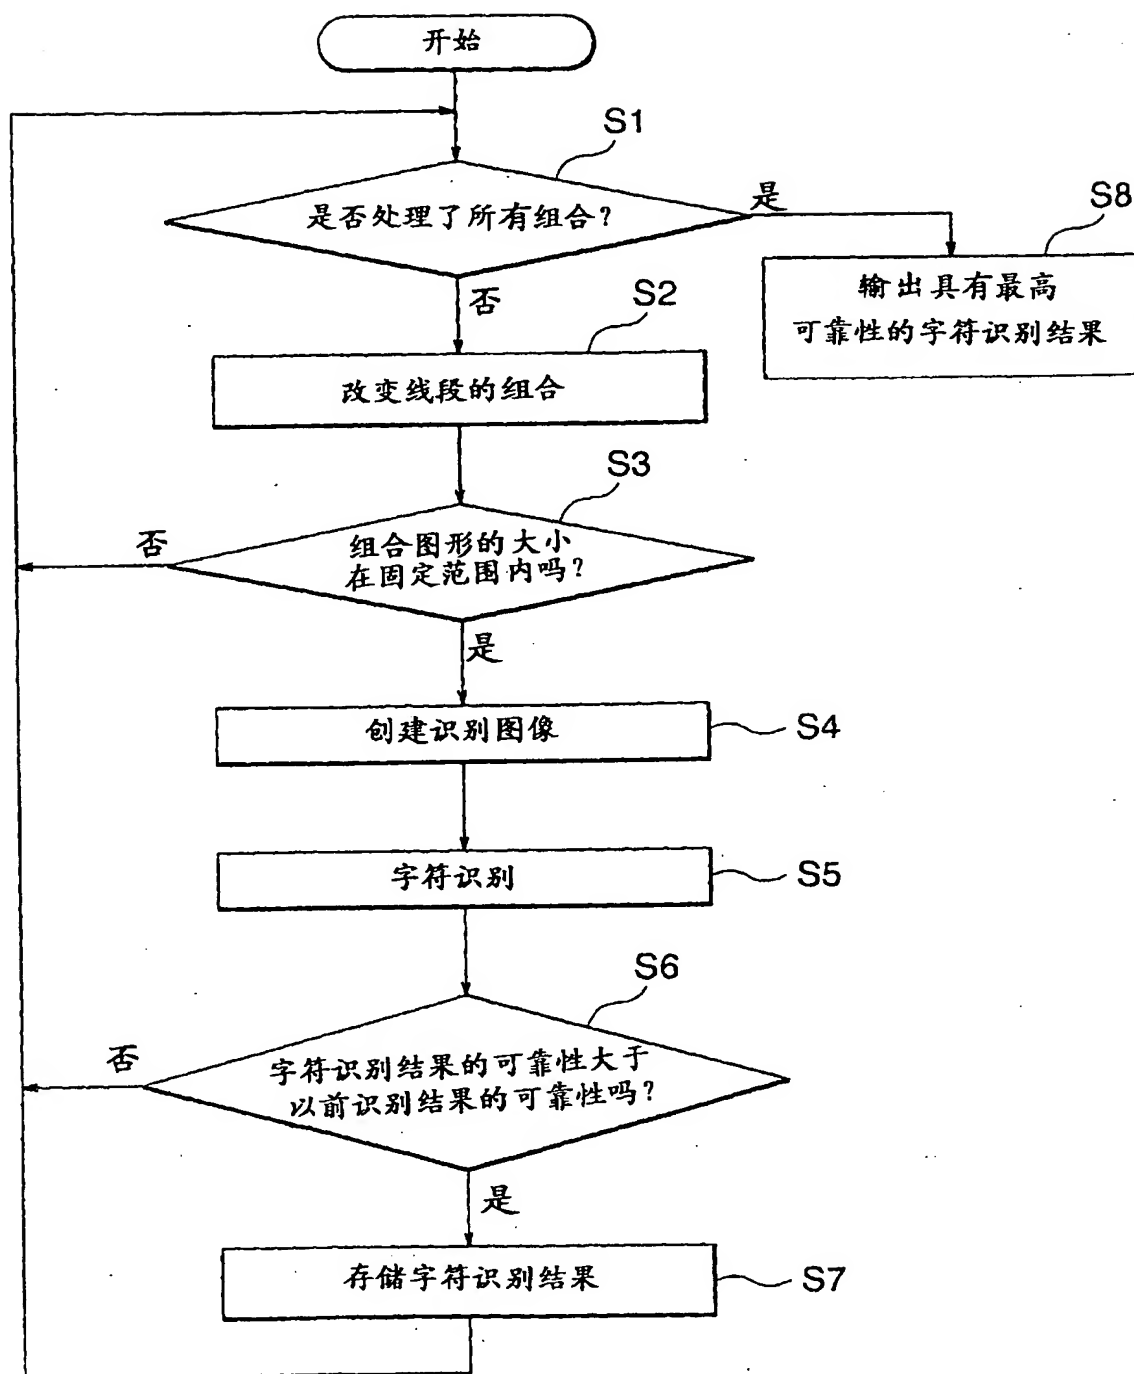 开始
S1
是否处理了所有组合？
是
S8
输出具有最高
可靠性的字符识别结果
否
S2
改变线段的组合
S3
组合图形的大小
在固定范围内吗？
否
是
创建识别图像
S4
字符识别
S5
S6
字符识别结果的可靠性大于
以前识别结果的可靠性吗？
否
是
存储字符识别结果
S7